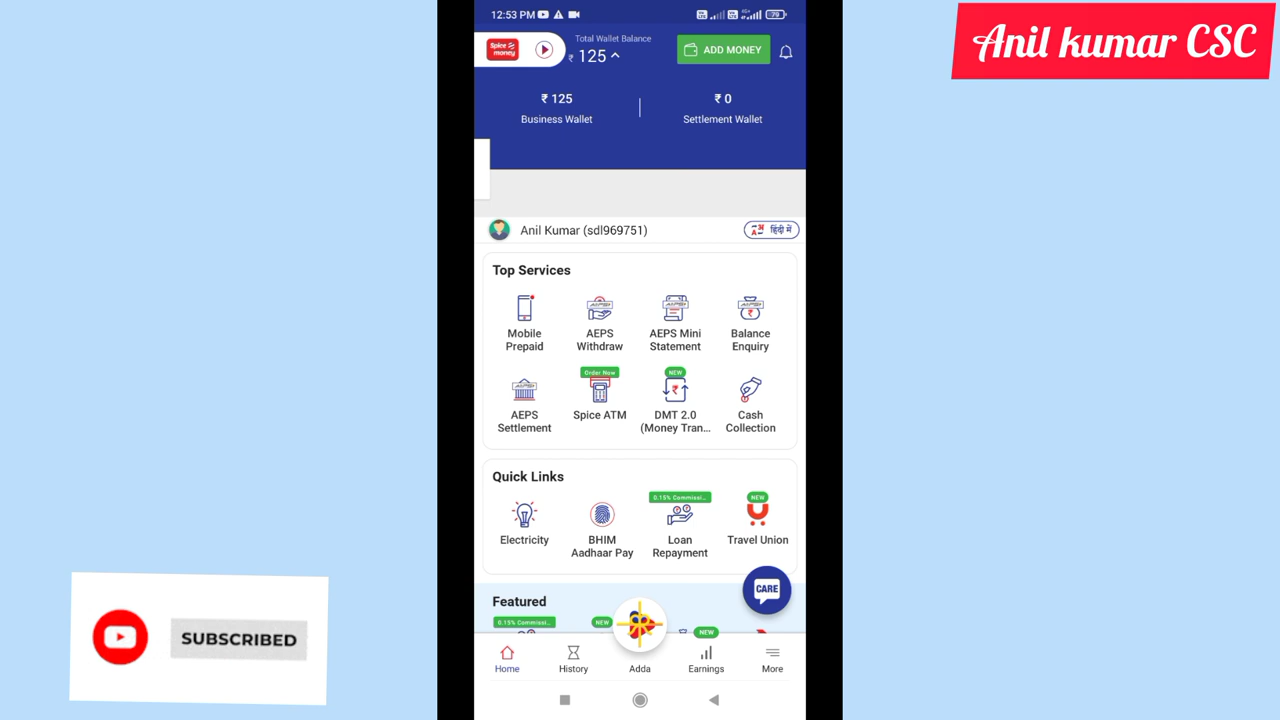 12:53 PM
79
Anil kumar CSC
Spice money
Total Wallet Balance
₹ 125
ADD MONEY
₹ 125
₹ 0
Business Wallet
Settlement Wallet
Anil Kumar (sdl969751)
हिंदी में
Top Services
Mobile Prepaid
AEPS Withdraw
AEPS Mini Statement
Balance Enquiry
Order Now
NEW
AEPS Settlement
Spice ATM
DMT 2.0 (Money Tran...
Cash Collection
Quick Links
0.15% Commissi...
NEW
Electricity
BHIM Aadhaar Pay
Loan Repayment
Travel Union
CARE
Featured
0.15% Commissi...
NEW
NEW
SUBSCRIBED
Home
History
Adda
Earnings
More